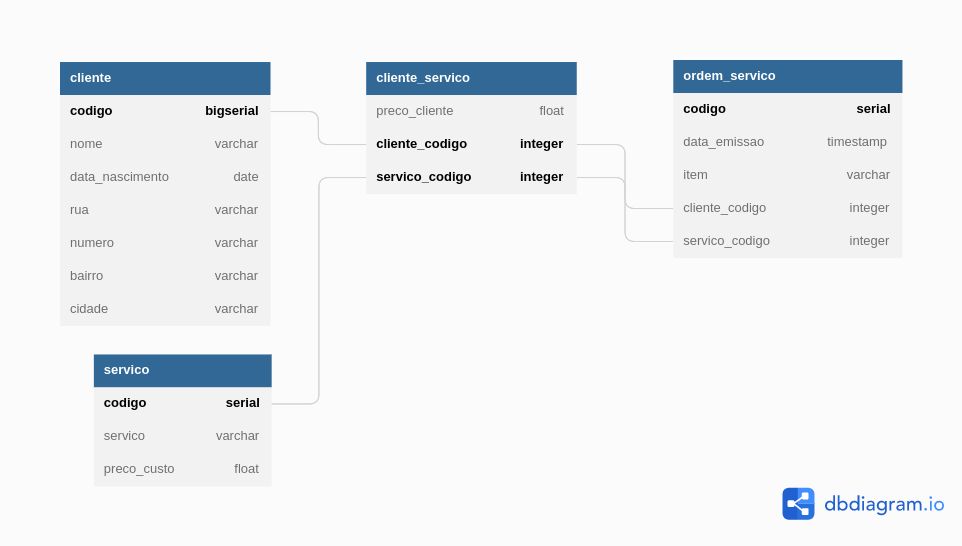 cliente
codigo bigserial
nome varchar
data_nascimento date
rua varchar
numero varchar
bairro varchar
cidade varchar
servico
codigo serial
servico varchar
preco_custo float
cliente_servico
preco_cliente float
cliente_codigo integer
servico_codigo integer
ordem_servico
codigo serial
data_emissao timestamp
item varchar
cliente_codigo integer
servico_codigo integer
dbdiagram.io